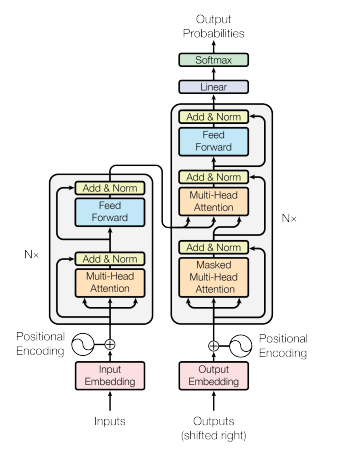 Output
Probabilities
Softmax
Linear
Add & Norm
Feed
Forward
Add & Norm
Multi-Head
Attention
Add & Norm
Masked
Multi-Head
Attention
Nx
Add & Norm
Feed
Forward
Add & Norm
Multi-Head
Attention
Nx
Positional
Encoding
Positional
Encoding
Input
Embedding
Output
Embedding
Inputs
Outputs
(shifted right)